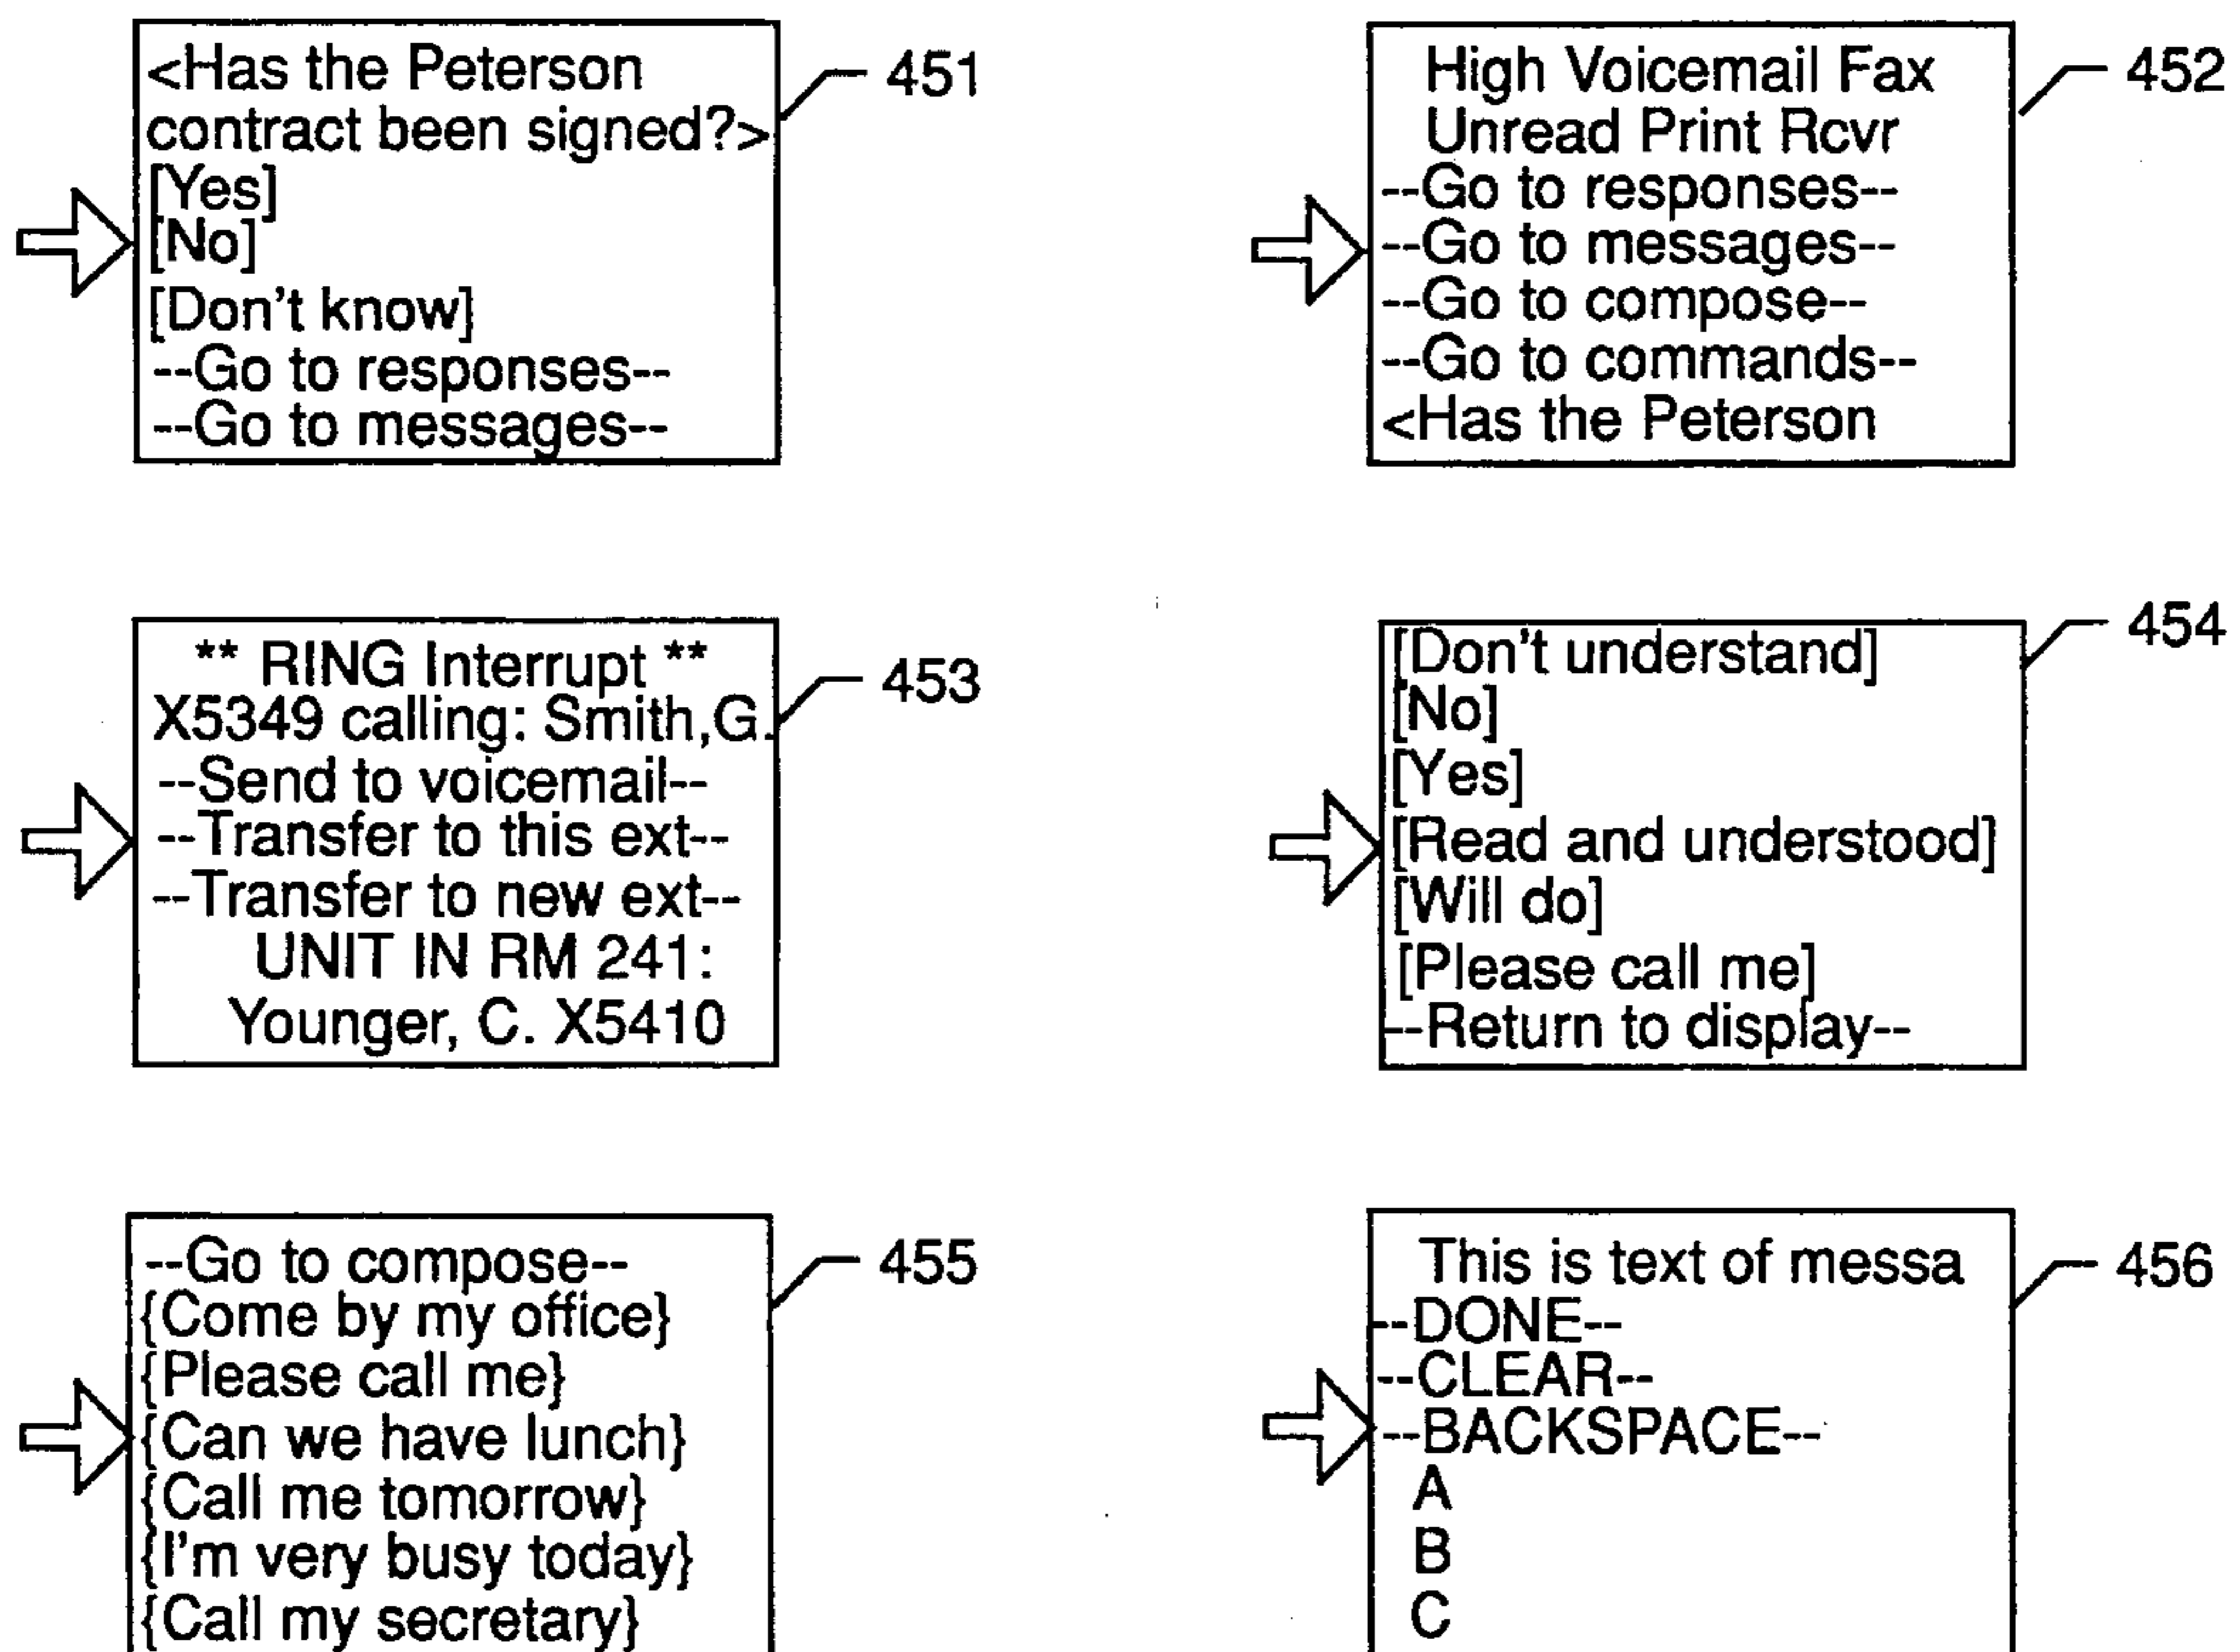 <Has the Peterson
contract been signed?>
[Yes]
[No]
[Don't know]
--Go to responses--
--Go to messages--
451
High Voicemail Fax
Unread Print Rcvr
--Go to responses--
--Go to messages--
--Go to compose--
--Go to commands--
<Has the Peterson
452
** RING Interrupt **
X5349 calling: Smith,G.
--Send to voicemail--
--Transfer to this ext--
--Transfer to new ext--
UNIT IN RM 241:
Younger, C. X5410
453
[Don't understand]
[No]
[Yes]
[Read and understood]
[Will do]
[Please call me]
--Return to display--
454
--Go to compose--
{Come by my office}
{Please call me}
{Can we have lunch}
{Call me tomorrow}
{I'm very busy today}
{Call my secretary}
455
This is text of messa
--DONE--
--CLEAR--
--BACKSPACE--
A
B
C
456